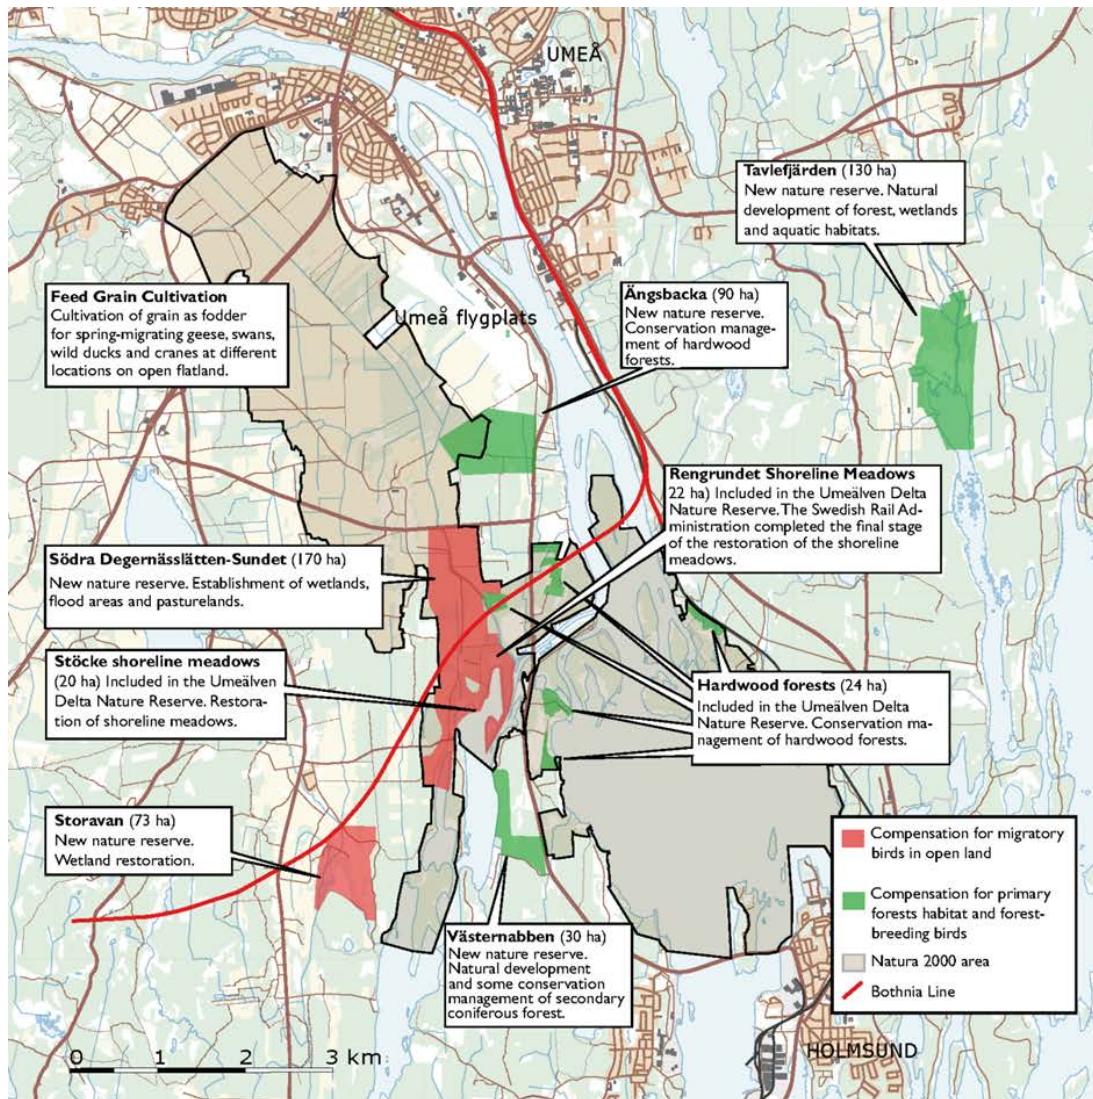 UMEÅ
Tavlefjärden (130 ha)
New nature reserve. Natural
development of forest, wetlands
and aquatic habitats.
Feed Grain Cultivation
Cultivation of grain as fodder
for spring-migrating geese, swans,
wild ducks and cranes at different
locations on open flatland.
Umeå flygplats
Ängsbacka (90 ha)
New nature reserve.
Conservation manage-
ment of hardwood
forests.
Rengrundet Shoreline Meadows
22 ha) Included in the Umeälven Delta
Nature Reserve. The Swedish Rail Ad-
ministration completed the final stage
of the restoration of the shoreline
meadows.
Södra Degernässlätten-Sundet (170 ha)
New nature reserve. Establishment of wetlands,
flood areas and pasturelands.
Stöcke shoreline meadows
(20 ha) Included in the Umeälven
Delta Nature Reserve. Restora-
tion of shoreline meadows.
Hardwood forests (24 ha)
Included in the Umeälven Delta
Nature Reserve. Conservation ma-
nagement of hardwood forests.
Storavan (73 ha)
New nature reserve.
Wetland restoration.
Västernabben (30 ha)
New nature reserve.
Natural development
and some conservation
management of secondary
coniferous forest.
Compensation for migratory
birds in open land
Compensation for primary
forests habitat and forest-
breeding birds
Natura 2000 area
Bothnia Line
0 1 2 3 km
HOLMSUND